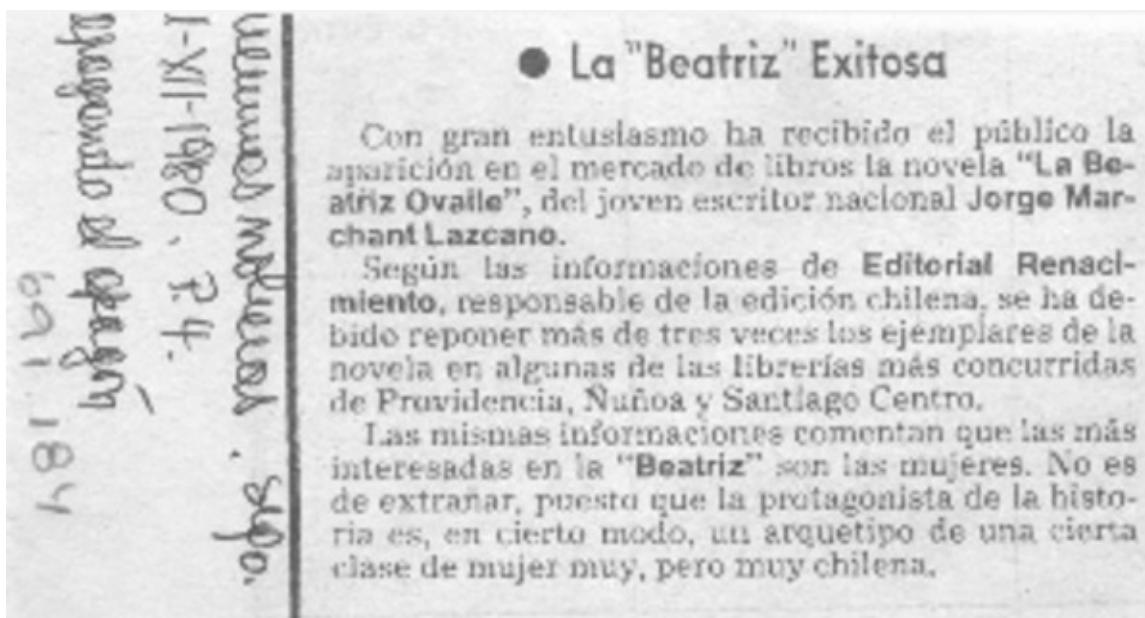 ● La "Beatriz" Exitosa
Con gran entusiasmo ha recibido el público la
aparición en el mercado de libros la novela "La Be-
atriz Ovalle", del joven escritor nacional Jorge Mar-
chant Lazcano.
Según las informaciones de Editorial Renaci-
miento, responsable de la edición chilena, se ha de-
bido reponer más de tres veces los ejemplares de la
novela en algunas de las librerías más concurridas
de Providencia, Ñuñoa y Santiago Centro.
Las mismas informaciones comentan que las más
interesadas en la "Beatriz" son las mujeres. No es
de extrañar, puesto que la protagonista de la histo-
ria es, en cierto modo, un arquetipo de una cierta
clase de mujer muy, pero muy chilena.
Últimas Noticias. Stgo.
1-XII-1980. P.4.
691.184